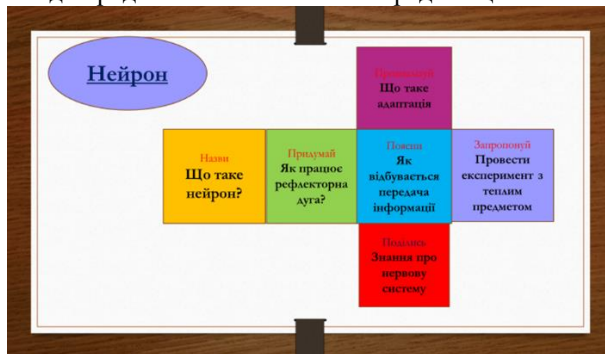 Нейрон
Що таке
адаптація
Назви
Що таке
нейрон?
Придумай
Як працює
рефлекторна
дуга?
Поясни
Як
відбувається
передача
інформації
Запропонуй
Провести
експеримент з
теплим
предметом
Поділись
Знання про
нервову
систему